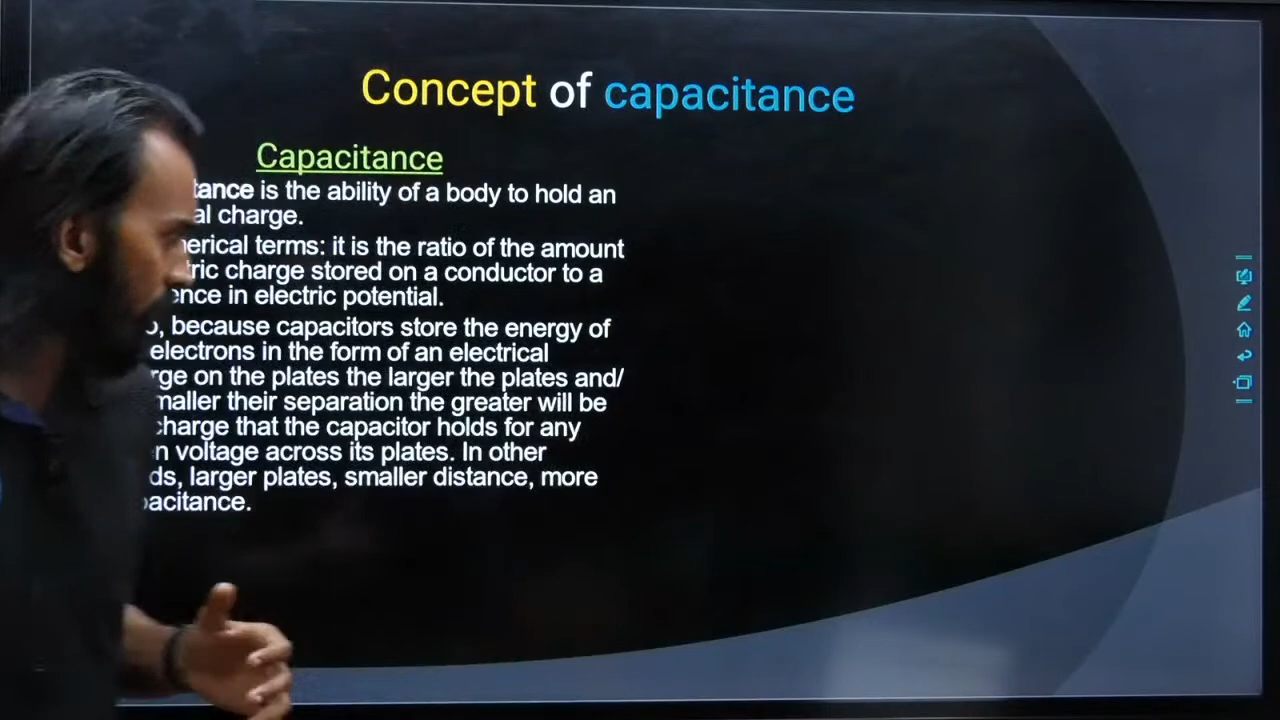 Concept of capacitance
Capacitance
tance is the ability of a body to hold an
al charge.
erical terms: it is the ratio of the amount
tric charge stored on a conductor to a
ence in electric potential.
o, because capacitors store the energy of
electrons in the form of an electrical
rge on the plates the larger the plates and/
maller their separation the greater will be
charge that the capacitor holds for any
n voltage across its plates. In other
ds, larger plates, smaller distance, more
pacitance.